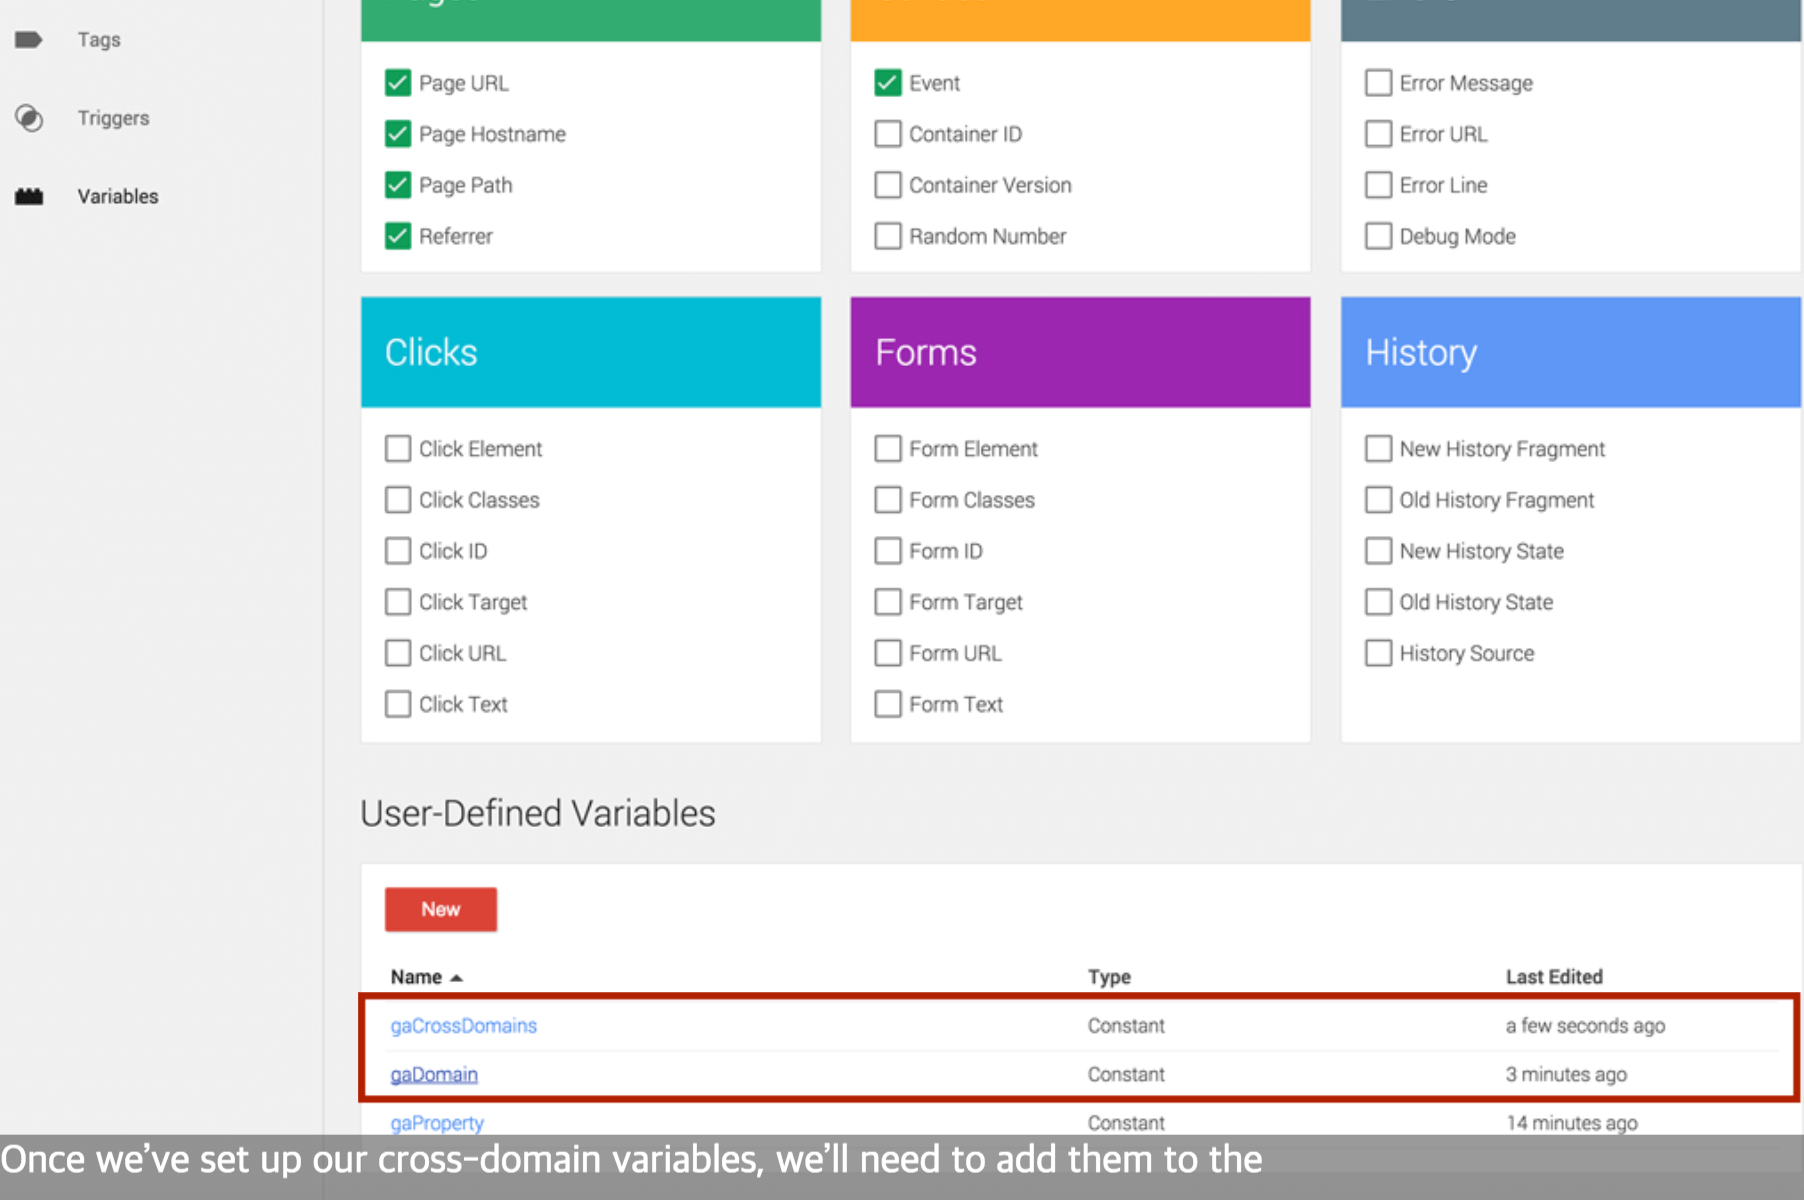 Tags
Triggers
Variables
Page URL
Page Hostname
Page Path
Referrer
Event
Container ID
Container Version
Random Number
Error Message
Error URL
Error Line
Debug Mode
Clicks
Click Element
Click Classes
Click ID
Click Target
Click URL
Click Text
Forms
Form Element
Form Classes
Form ID
Form Target
Form URL
Form Text
History
New History Fragment
Old History Fragment
New History State
Old History State
History Source
User-Defined Variables
New
Name Type Last Edited
gaCrossDomains Constant a few seconds ago
gaDomain Constant 3 minutes ago
gaProperty Constant 14 minutes ago
Once we’ve set up our cross-domain variables, we’ll need to add them to the